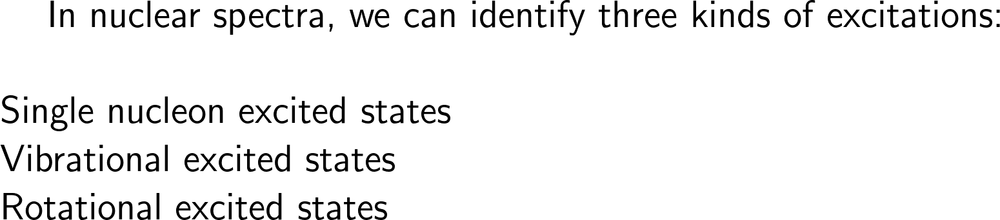 In nuclear spectra, we can identify three kinds of excitations:
Single nucleon excited states
Vibrational excited states
Rotational excited states